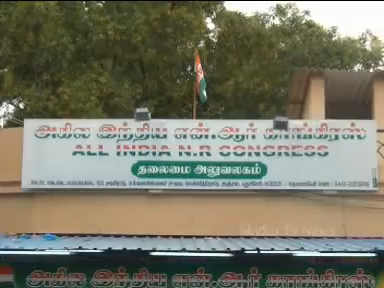 அகில இந்திய என் ஆர் காங்கிரஸ்
ALL INDIA N.R CONGRESS
தலைமை அலுவலகம்
அகில இந்திய என்.ஆர் காங்கிரஸ்